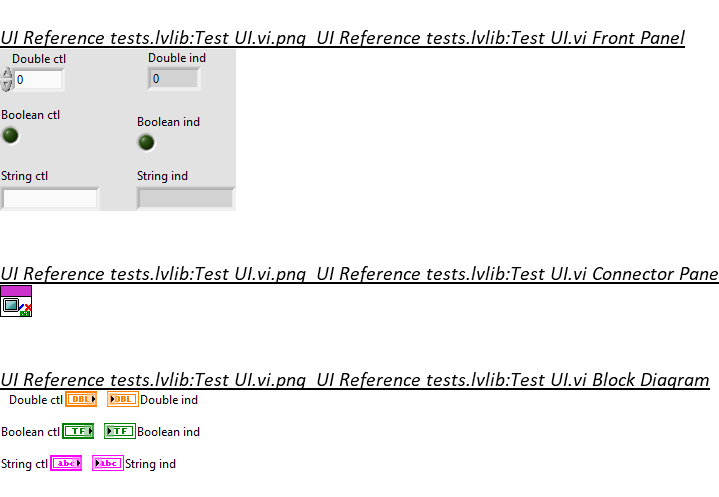 UI Reference tests.lvlib:Test UI.vi.png  UI Reference tests.lvlib:Test UI.vi Front Panel
Double ctl Double ind
0 0
Boolean ctl Boolean ind
String ctl String ind
UI Reference tests.lvlib:Test UI.vi.png  UI Reference tests.lvlib:Test UI.vi Connector Pane
UI Reference tests.lvlib:Test UI.vi.png  UI Reference tests.lvlib:Test UI.vi Block Diagram
Double ctl DBL DBL Double ind
Boolean ctl TF TF Boolean ind
String ctl abc abc String ind